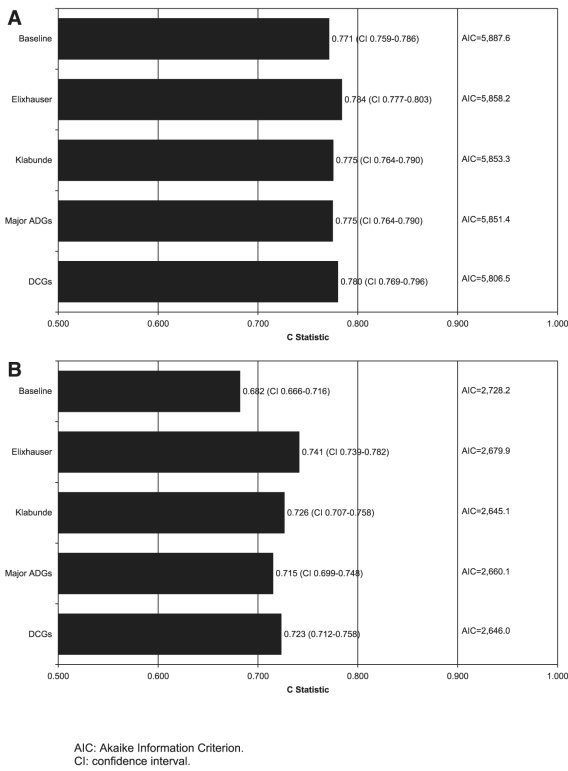 A
Baseline 0.771 (CI 0.759-0.786) AIC=5,887.6
Elixhauser 0.784 (CI 0.777-0.803) AIC=5,858.2
Klabunde 0.775 (CI 0.764-0.790) AIC=5,853.3
Major ADGs 0.775 (CI 0.764-0.790) AIC=5,851.4
DCGs 0.780 (CI 0.769-0.796) AIC=5,806.5
0.500 0.600 0.700 0.800 0.900 1.000
C Statistic
B
Baseline 0.682 (CI 0.666-0.716) AIC=2,728.2
Elixhauser 0.741 (CI 0.739-0.782) AIC=2,679.9
Klabunde 0.726 (CI 0.707-0.758) AIC=2,645.1
Major ADGs 0.715 (CI 0.699-0.748) AIC=2,660.1
DCGs 0.723 (0.712-0.758) AIC=2,646.0
0.500 0.600 0.700 0.800 0.900 1.000
C Statistic
AIC: Akaike Information Criterion.
CI: confidence interval.